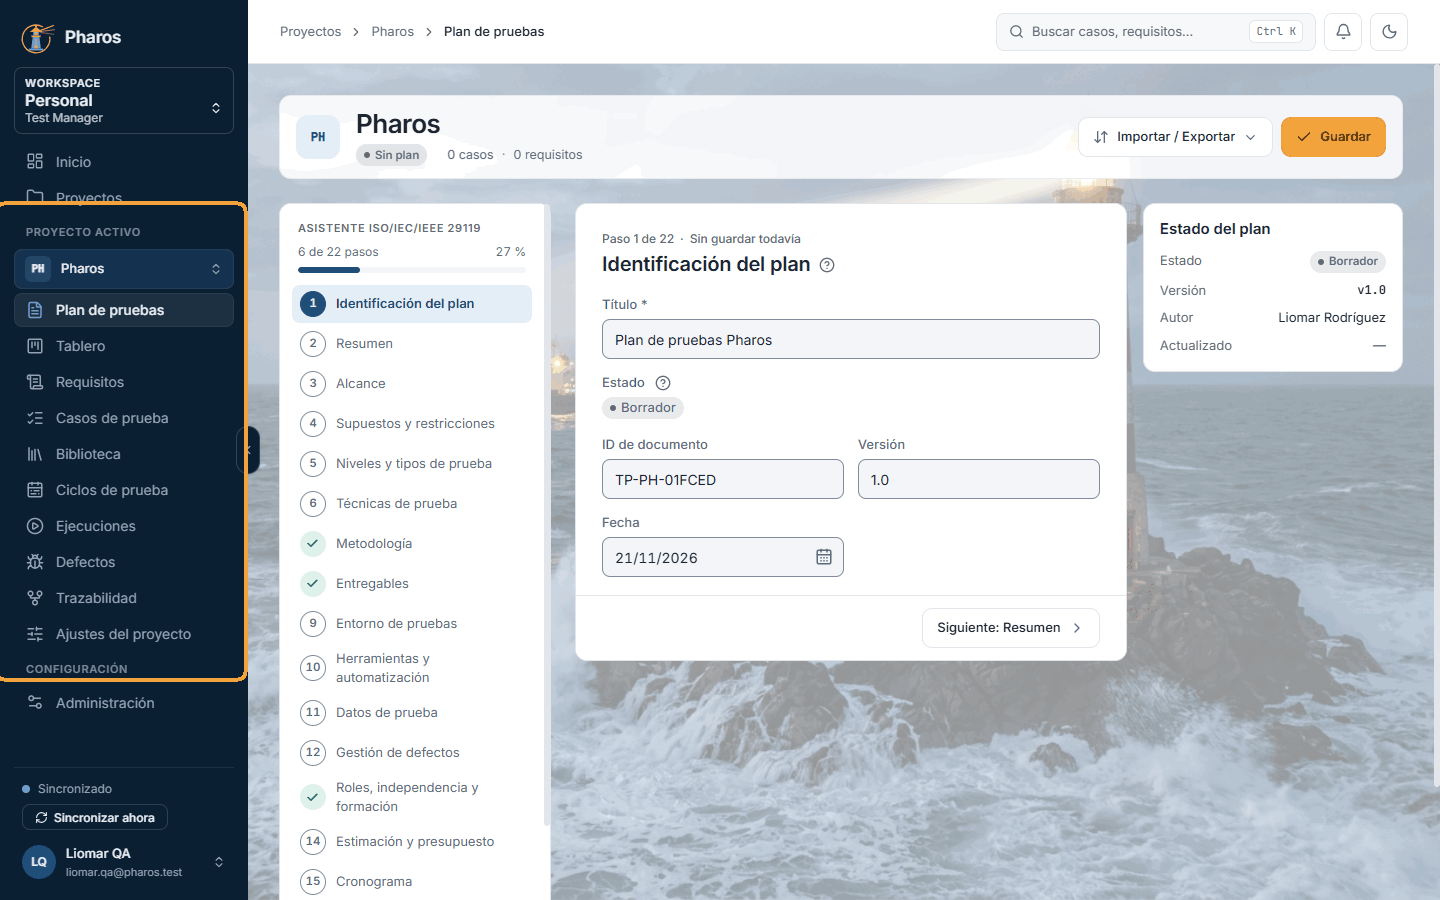 Pharos
WORKSPACE
Personal
Test Manager
Inicio
Proyectos
PROYECTO ACTIVO
PH Pharos
Plan de pruebas
Tablero
Requisitos
Casos de prueba
Biblioteca
Ciclos de prueba
Ejecuciones
Defectos
Trazabilidad
Ajustes del proyecto
CONFIGURACIÓN
Administración
Sincronizado
Sincronizar ahora
LQ Liomar QA
liomar.qa@pharos.test
Proyectos > Pharos > Plan de pruebas
Buscar casos, requisitos... Ctrl K
PH Pharos
Sin plan 0 casos · 0 requisitos
Importar / Exportar
Guardar
ASISTENTE ISO/IEC/IEEE 29119
6 de 22 pasos 27 %
1 Identificación del plan
2 Resumen
3 Alcance
4 Supuestos y restricciones
5 Niveles y tipos de prueba
6 Técnicas de prueba
Metodología
Entregables
9 Entorno de pruebas
10 Herramientas y
automatización
11 Datos de prueba
12 Gestión de defectos
Roles, independencia y
formación
14 Estimación y presupuesto
15 Cronograma
Paso 1 de 22 · Sin guardar todavía
Identificación del plan ?
Título *
Plan de pruebas Pharos
Estado ?
Borrador
ID de documento Versión
TP-PH-01FCED 1.0
Fecha
21/11/2026
Siguiente: Resumen
Estado del plan
Estado Borrador
Versión v1.0
Autor Liomar Rodríguez
Actualizado —